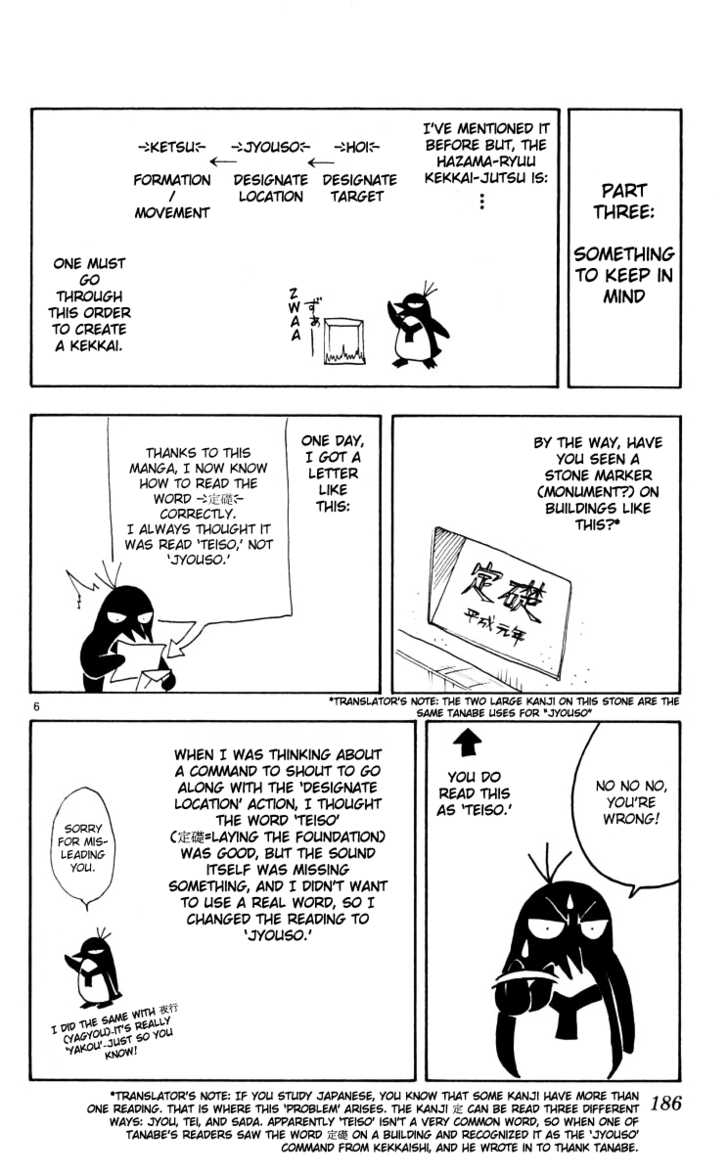 PART
THREE:
SOMETHING
TO KEEP IN
MIND
I'VE MENTIONED IT
BEFORE BUT, THE
HAZAMA-RYUU
KEKKAI-JUTSU IS:
⋮
-HOI-
DESIGNATE
TARGET
←
-JYOUSO-
DESIGNATE
LOCATION
←
-KETSU-
FORMATION
/
MOVEMENT
ZWAA
ずぁ
ONE MUST
GO
THROUGH
THIS ORDER
TO CREATE
A KEKKAI.
BY THE WAY, HAVE
YOU SEEN A
STONE MARKER
(MONUMENT?) ON
BUILDINGS LIKE
THIS?*
定礎
平成元年
*TRANSLATOR'S NOTE: THE TWO LARGE KANJI ON THIS STONE ARE THE
SAME TANABE USES FOR "JYOUSO"
ONE DAY,
I GOT A
LETTER
LIKE
THIS:
THANKS TO THIS
MANGA, I NOW KNOW
HOW TO READ THE
WORD -定礎-
CORRECTLY.
I ALWAYS THOUGHT IT
WAS READ 'TEISO,' NOT
'JYOUSO.'
6
NO NO NO,
YOU'RE
WRONG!
YOU DO
READ THIS
AS 'TEISO.'
WHEN I WAS THINKING ABOUT
A COMMAND TO SHOUT TO GO
ALONG WITH THE 'DESIGNATE
LOCATION' ACTION, I THOUGHT
THE WORD 'TEISO'
(定礎=LAYING THE FOUNDATION)
WAS GOOD, BUT THE SOUND
ITSELF WAS MISSING
SOMETHING, AND I DIDN'T WANT
TO USE A REAL WORD, SO I
CHANGED THE READING TO
'JYOUSO.'
SORRY
FOR MIS-
LEADING
YOU.
I DID THE SAME WITH 夜行
(YAGYOU)-IT'S REALLY
'YAKOU'-JUST SO YOU
KNOW!
*TRANSLATOR'S NOTE: IF YOU STUDY JAPANESE, YOU KNOW THAT SOME KANJI HAVE MORE THAN
ONE READING. THAT IS WHERE THIS 'PROBLEM' ARISES. THE KANJI 定 CAN BE READ THREE DIFFERENT
WAYS: JYOU, TEI, AND SADA. APPARENTLY 'TEISO' ISN'T A VERY COMMON WORD, SO WHEN ONE OF
TANABE'S READERS SAW THE WORD 定礎 ON A BUILDING AND RECOGNIZED IT AS THE 'JYOUSO'
COMMAND FROM KEKKAISHI, AND HE WROTE IN TO THANK TANABE.
186